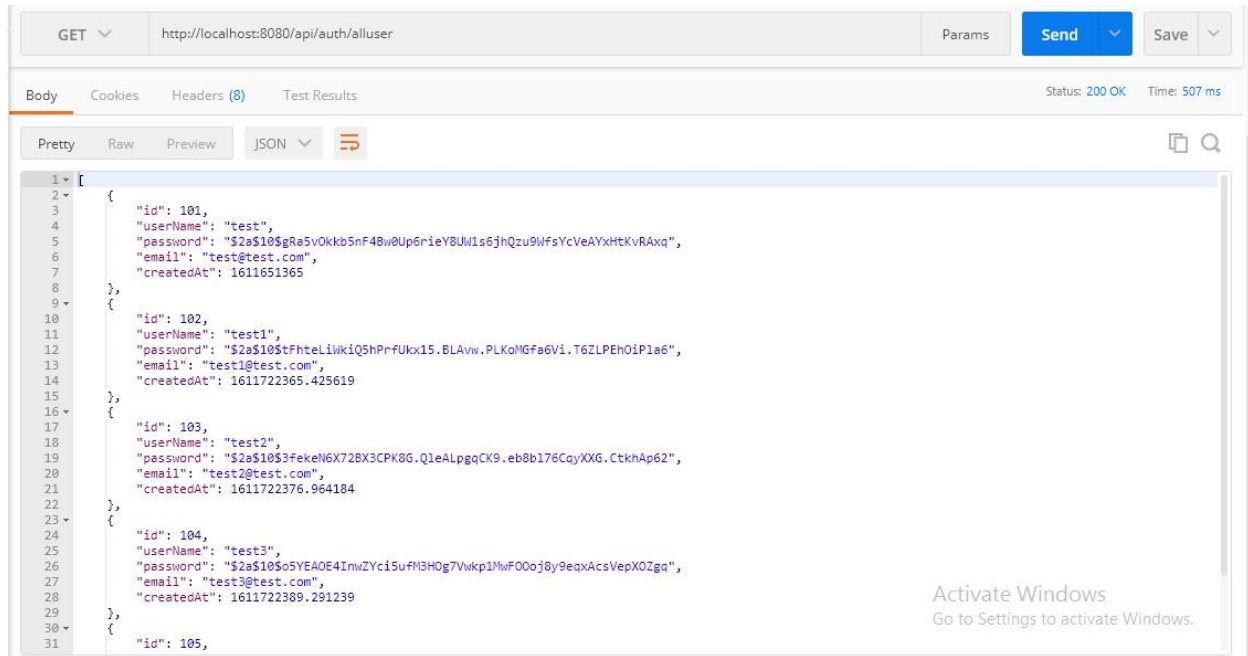 GET http://localhost:8080/api/auth/alluser Params Send Save
Body Cookies Headers (8) Test Results Status: 200 OK Time: 507 ms
Pretty Raw Preview JSON
1 [
2 {
3 "id": 101,
4 "userName": "test",
5 "password": "$2a$10$gRa5vOkkb5nF4Bw0Up6rieY8UW1s6jhQzu9WfsYcVeAYxHtKvRAxq",
6 "email": "test@test.com",
7 "createdAt": 1611651365
8 },
9 {
10 "id": 102,
11 "userName": "test1",
12 "password": "$2a$10$tFhteLiWkiQ5hPrfUkx15.BLAvw.PLKoMGfa6Vi.T6ZLPEhOiPla6",
13 "email": "test1@test.com",
14 "createdAt": 1611722365.425619
15 },
16 {
17 "id": 103,
18 "userName": "test2",
19 "password": "$2a$10$3fekeN6X72BX3CPK8G.QleALpgqCK9.eb8bl76CqyXXG.CtkhAp62",
20 "email": "test2@test.com",
21 "createdAt": 1611722376.964184
22 },
23 {
24 "id": 104,
25 "userName": "test3",
26 "password": "$2a$10$o5YEAOE4InwZYci5ufM3HOg7Vwkp1MwFOOoj8y9eqxAcsVepXOZgq",
27 "email": "test3@test.com",
28 "createdAt": 1611722389.291239
29 },
30 {
31 "id": 105,
Activate Windows
Go to Settings to activate Windows.